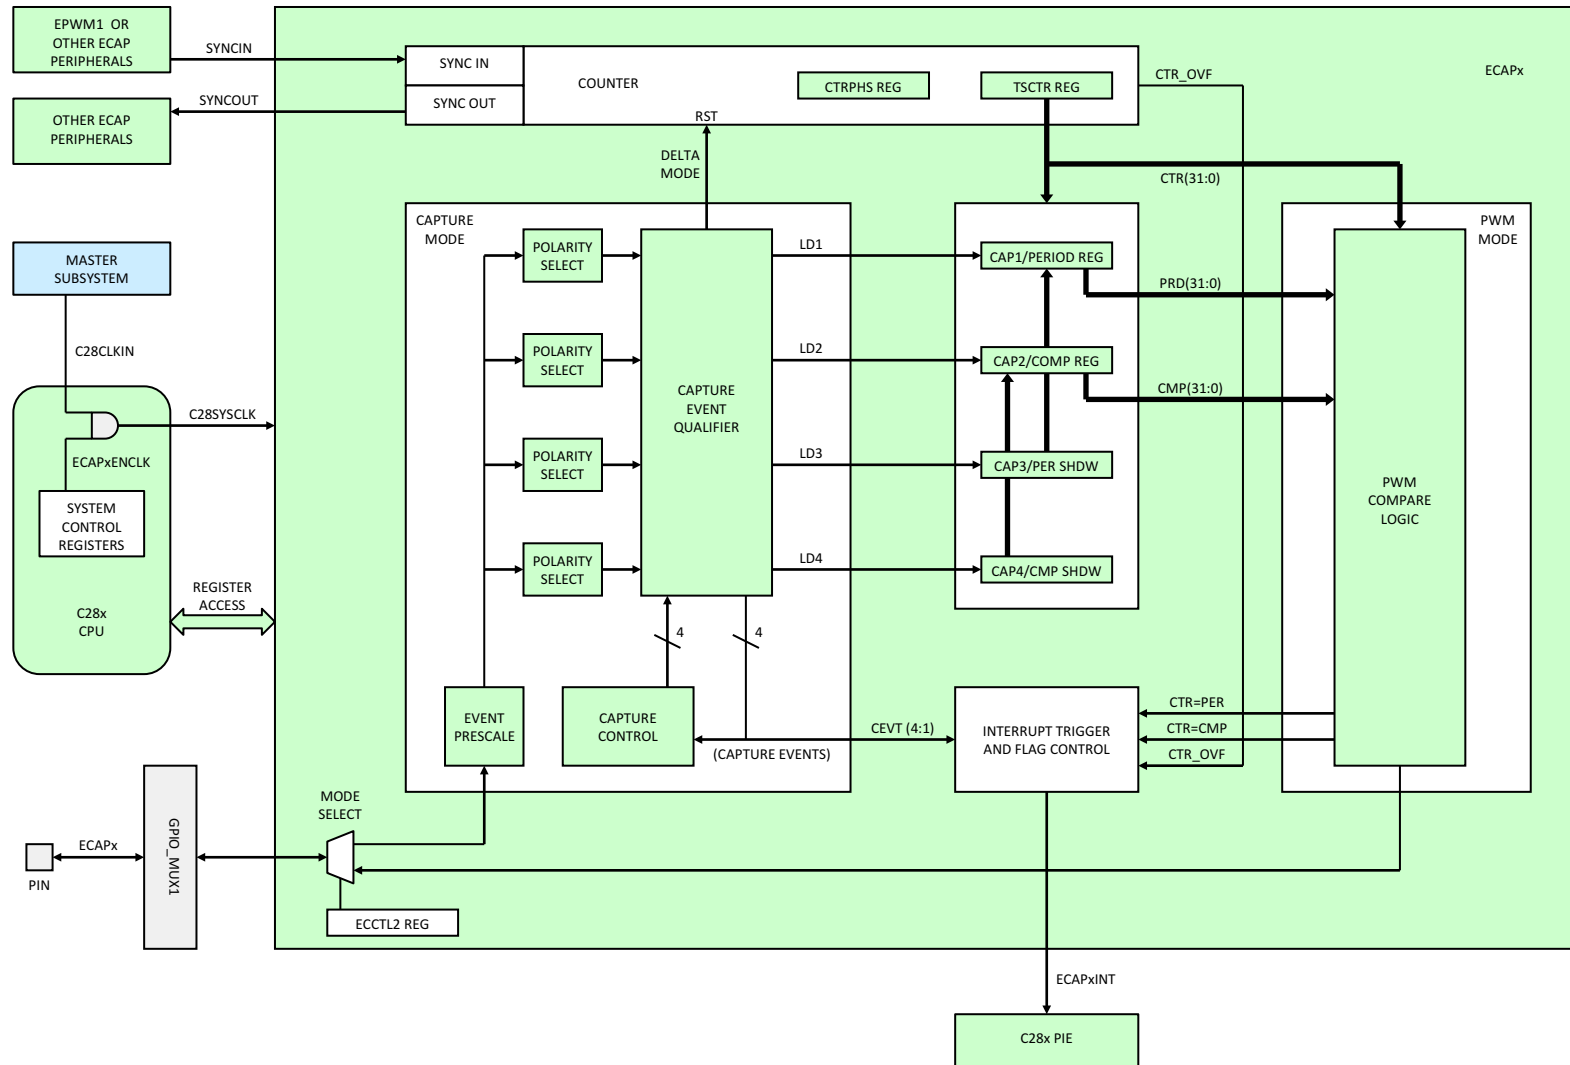 EPWM1 OR
OTHER ECAP
PERIPHERALS
SYNCIN
SYNC IN
COUNTER
CTRPHS REG
TSCTR REG
CTR_OVF
ECAPx
SYNCOUT
SYNC OUT
RST
OTHER ECAP
PERIPHERALS
DELTA
MODE
CTR(31:0)
CAPTURE
MODE
PWM
MODE
MASTER
SUBSYSTEM
POLARITY
SELECT
LD1
CAP1/PERIOD REG
PRD(31:0)
C28CLKIN
POLARITY
SELECT
LD2
CAP2/COMP REG
CMP(31:0)
CAPTURE
EVENT
QUALIFIER
C28SYSCLK
ECAPxENCLK
POLARITY
SELECT
LD3
CAP3/PER SHDW
PWM
COMPARE
LOGIC
SYSTEM
CONTROL
REGISTERS
POLARITY
SELECT
LD4
CAP4/CMP SHDW
REGISTER
ACCESS
C28x
CPU
4
4
EVENT
PRESCALE
CAPTURE
CONTROL
CEVT (4:1)
(CAPTURE EVENTS)
INTERRUPT TRIGGER
AND FLAG CONTROL
CTR=PER
CTR=CMP
CTR_OVF
MODE
SELECT
GPIO_MUX1
ECAPx
PIN
ECCTL2 REG
ECAPxINT
C28x PIE